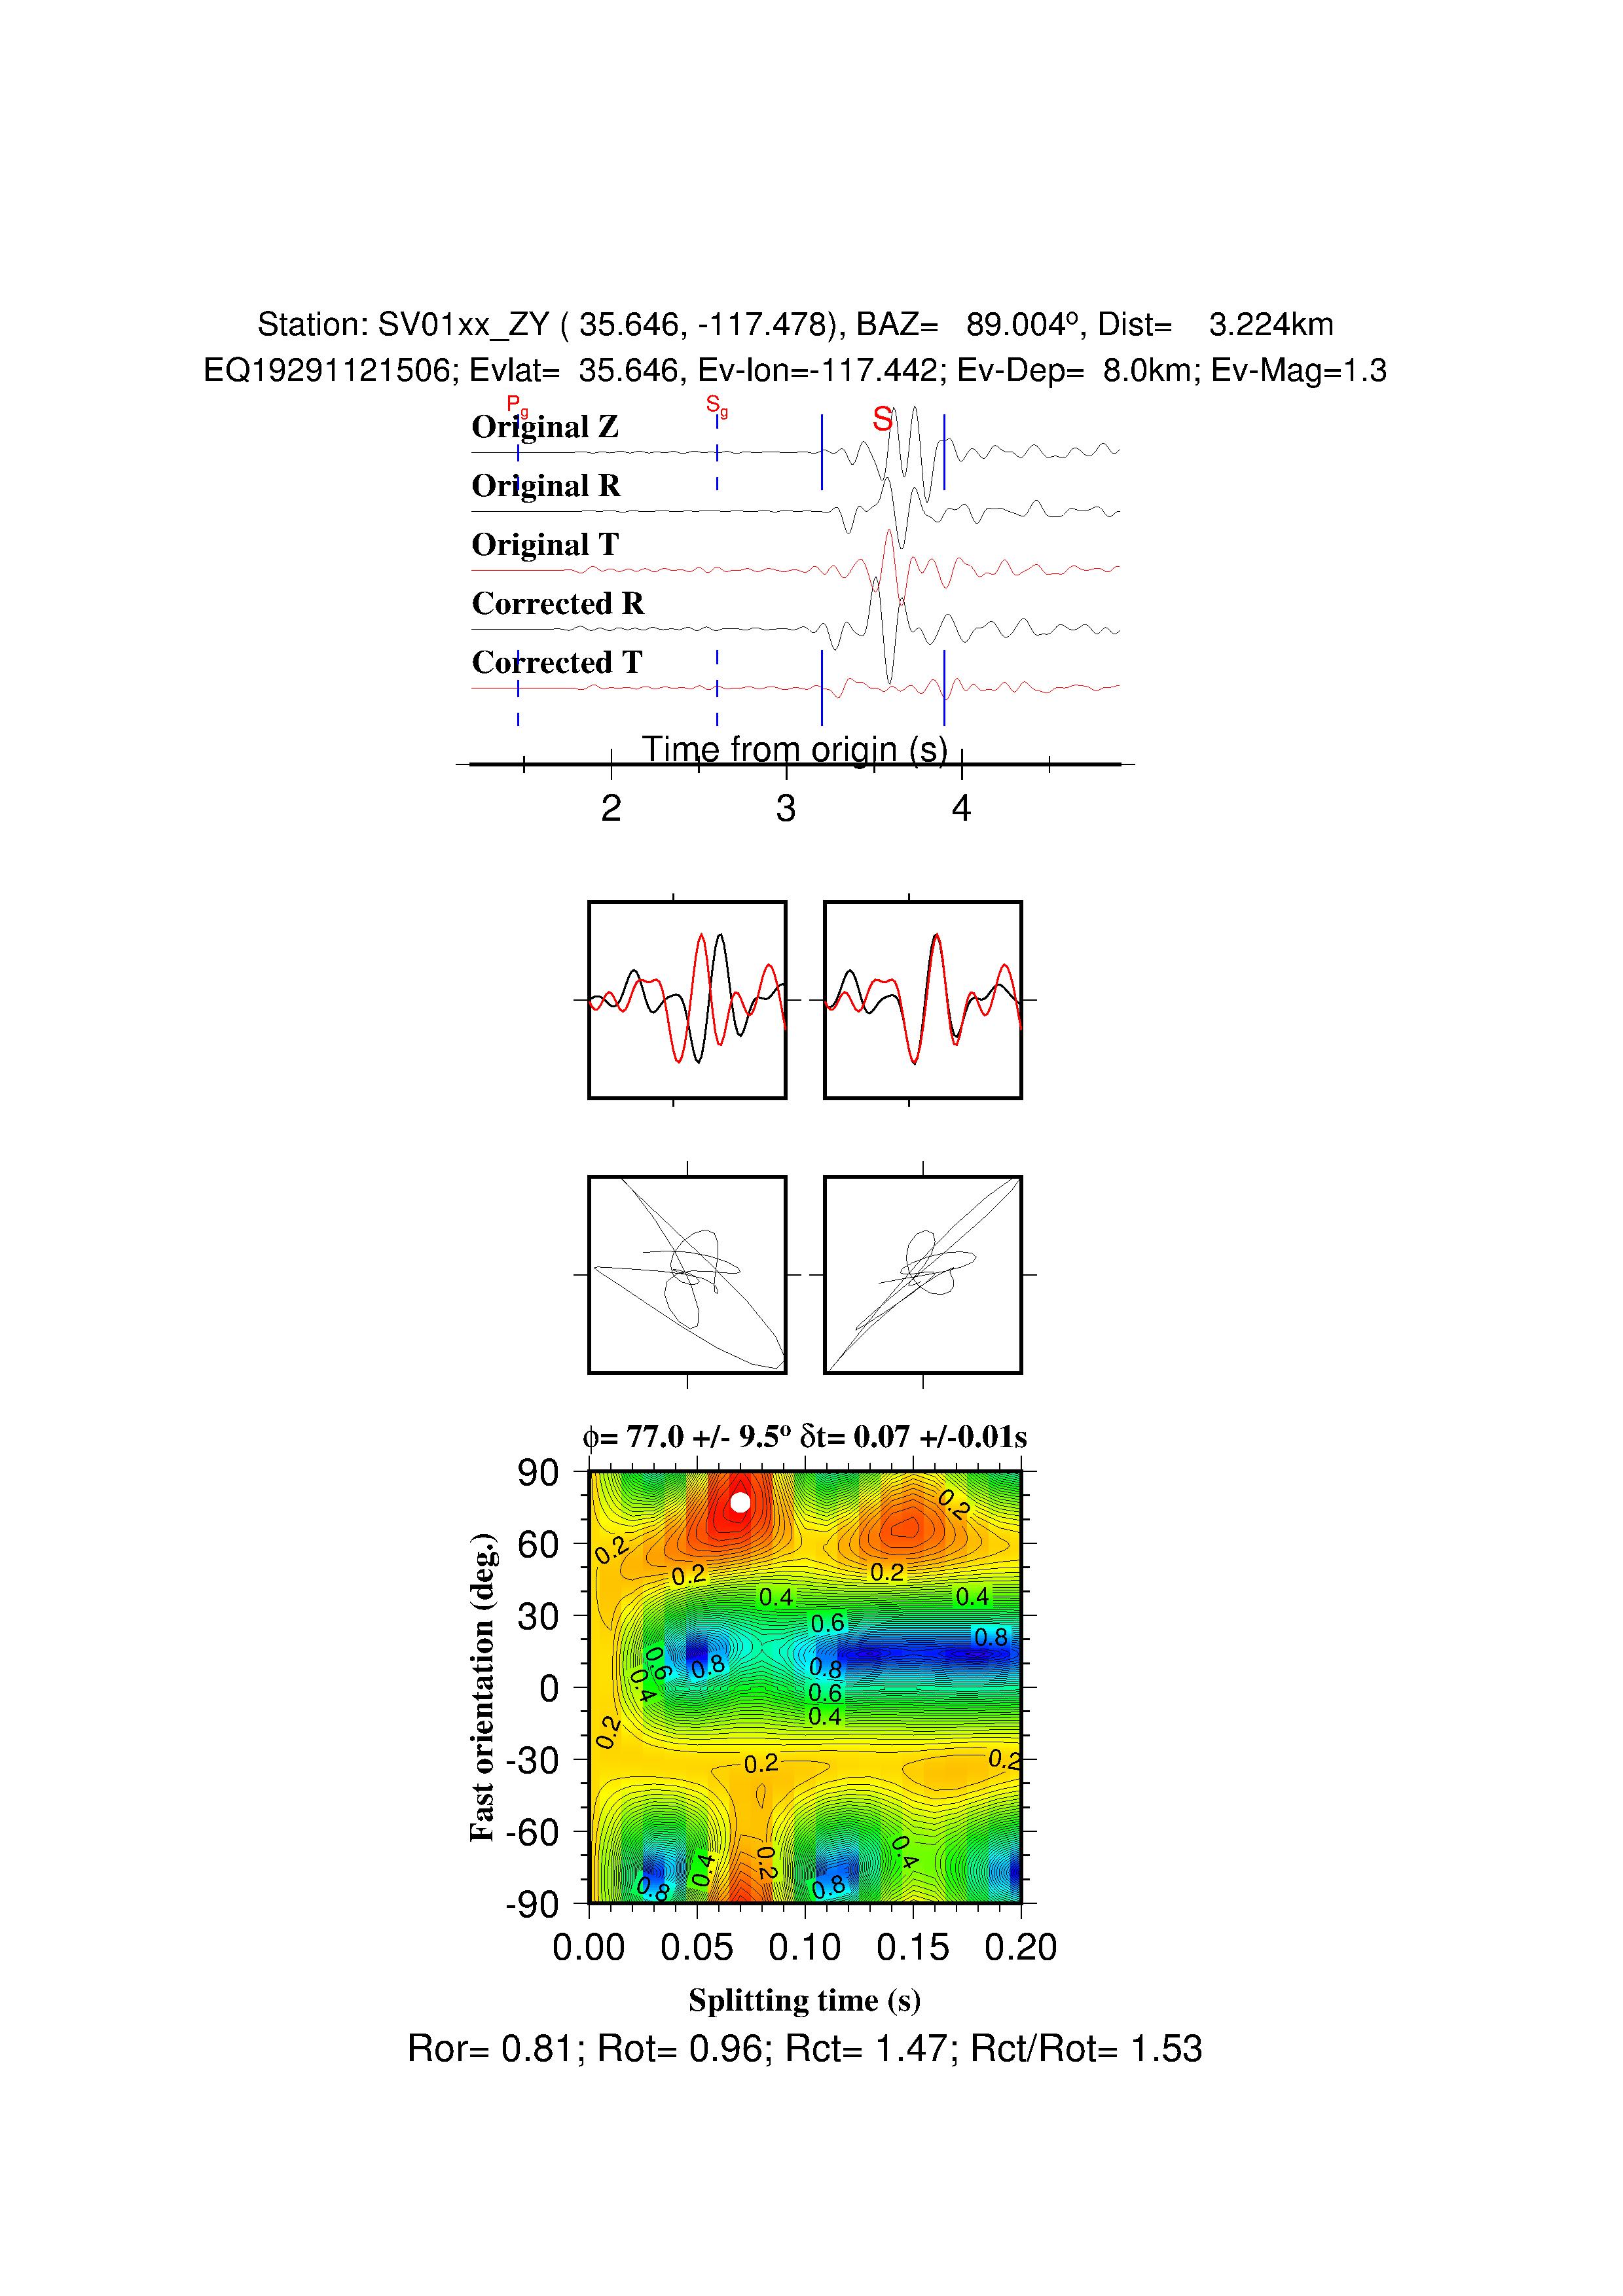 Station: SV01xx_ZY ( 35.646, -117.478), BAZ= 89.004º, Dist= 3.224km
EQ19291121506; Evlat= 35.646, Ev-lon=-117.442; Ev-Dep= 8.0km; Ev-Mag=1.3
Pg Sg
S
Original Z
Original R
Original T
Corrected R
Corrected T
Time from origin (s)
2 3 4
ϕ= 77.0 +/- 9.5º δt= 0.07 +/-0.01s
Fast orientation (deg.)
90
60
30
0
-30
-60
-90
0.2
0.2
0.2 0.2
0.4 0.4
0.6
0.8
0.6 0.8 0.8
0.4 0.6
0.4
0.2
0.2 0.2
0.4 0.2 0.4
0.8 0.8
0.00 0.05 0.10 0.15 0.20
Splitting time (s)
Ror= 0.81; Rot= 0.96; Rct= 1.47; Rct/Rot= 1.53